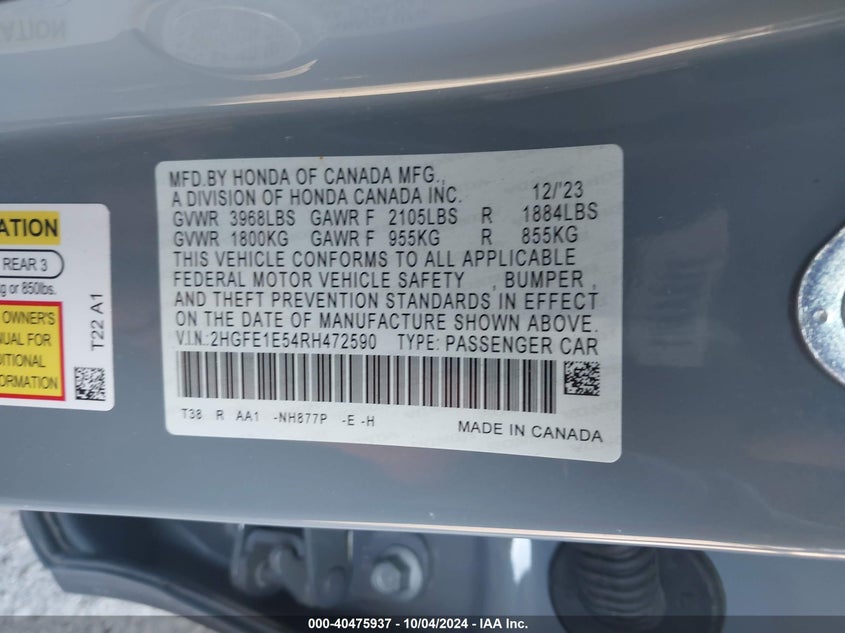 MFD.BY HONDA OF CANADA MFG.,
A DIVISION OF HONDA CANADA INC. 12/'23
GVWR 3968LBS GAWR F 2105LBS R 1884LBS
GVWR 1800KG GAWR F 955KG R 855KG
THIS VEHICLE CONFORMS TO ALL APPLICABLE
FEDERAL MOTOR VEHICLE SAFETY , BUMPER ,
AND THEFT PREVENTION STANDARDS IN EFFECT
ON THE DATE OF MANUFACTURE SHOWN ABOVE.
V.I.N.:2HGFE1E54RH472590 TYPE: PASSENGER CAR
T38 R AA1 -NH877P -E -H
MADE IN CANADA
ATION
REAR 3
g or 850lbs.
OWNER'S
UAL FOR
DITIONAL
FORMATION
T22 A1
000-40475937 - 10/04/2024 - IAA Inc.